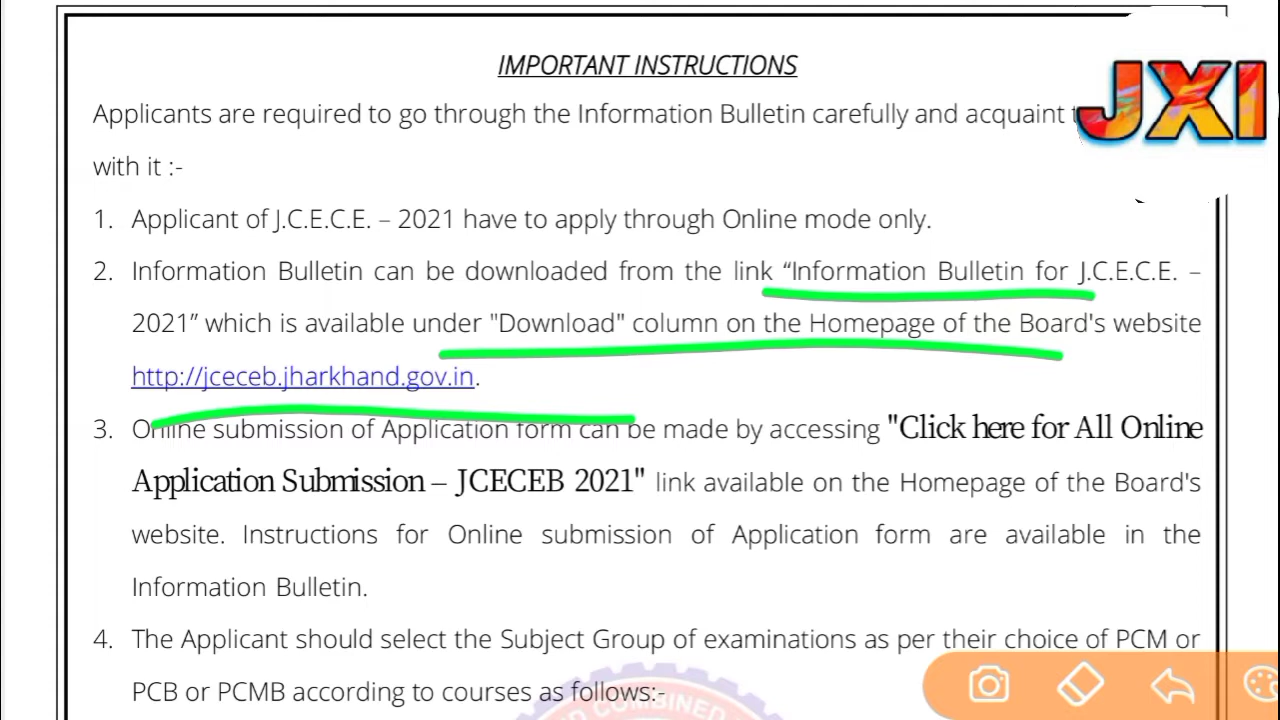 IMPORTANT INSTRUCTIONS
JXI
Applicants are required to go through the Information Bulletin carefully and acquaint
with it :-
1. Applicant of J.C.E.C.E. – 2021 have to apply through Online mode only.
2. Information Bulletin can be downloaded from the link “Information Bulletin for J.C.E.C.E. –
2021” which is available under "Download" column on the Homepage of the Board's website
http://jceceb.jharkhand.gov.in.
3. Online submission of Application form can be made by accessing "Click here for All Online
Application Submission – JCECEB 2021" link available on the Homepage of the Board's
website. Instructions for Online submission of Application form are available in the
Information Bulletin.
4. The Applicant should select the Subject Group of examinations as per their choice of PCM or
PCB or PCMB according to courses as follows:-
COMBINED